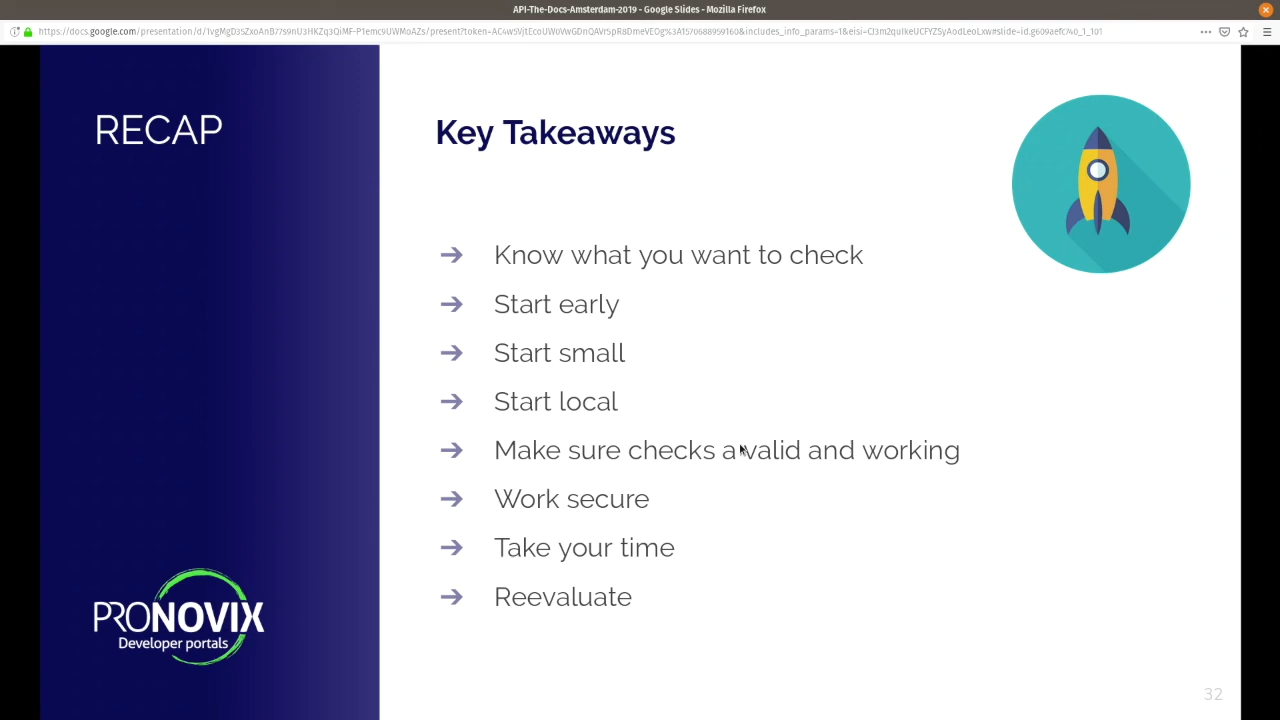 API-The-Docs-Amsterdam-2019 - Google Slides - Mozilla Firefox
RECAP
Key Takeaways
Know what you want to check
Start early
Start small
Start local
Make sure checks a valid and working
Work secure
Take your time
Reevaluate
PRONOVIX
Developer portals
32